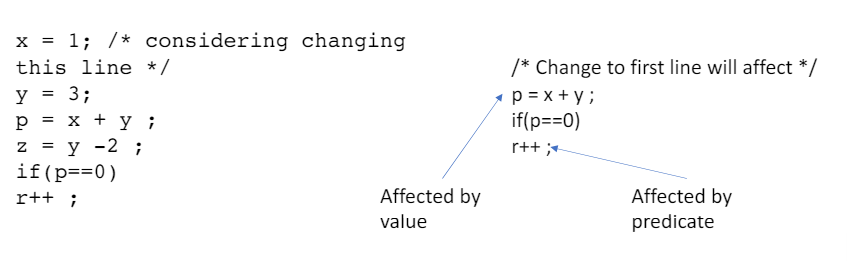 x = 1; /* considering changing
this line */
y = 3;
p = x + y ;
z = y -2 ;
if(p==0)
r++ ;
/* Change to first line will affect */
p = x + y ;
if(p==0)
r++ ;
Affected by
value
Affected by
predicate